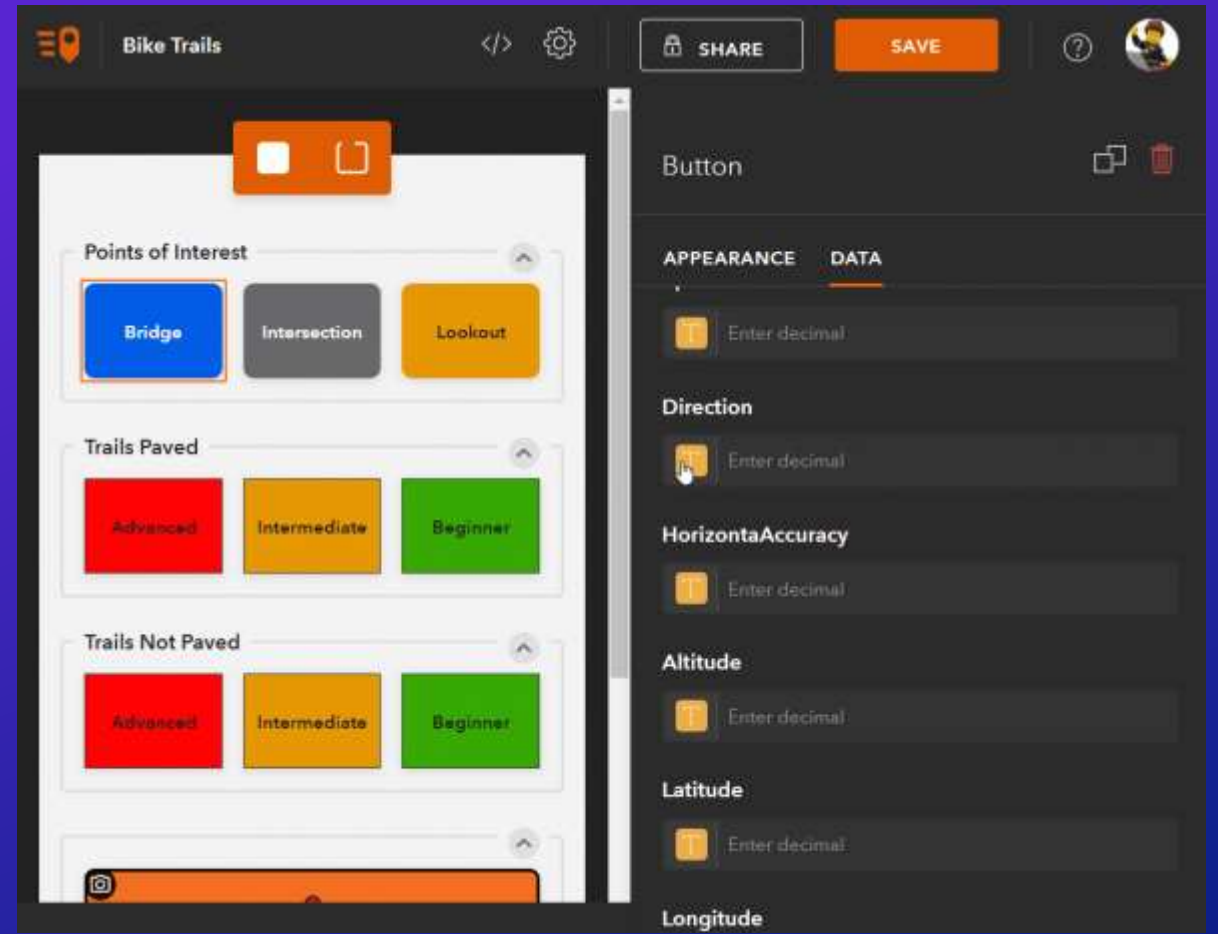 Bike Trails
</>
SHARE
SAVE
?
Points of Interest
Bridge
Intersection
Lookout
Trails Paved
Advanced
Intermediate
Beginner
Trails Not Paved
Advanced
Intermediate
Beginner
Button
APPEARANCE DATA
T Enter decimal
Direction
T Enter decimal
HorizontaAccuracy
T Enter decimal
Altitude
T Enter decimal
Latitude
T Enter decimal
Longitude